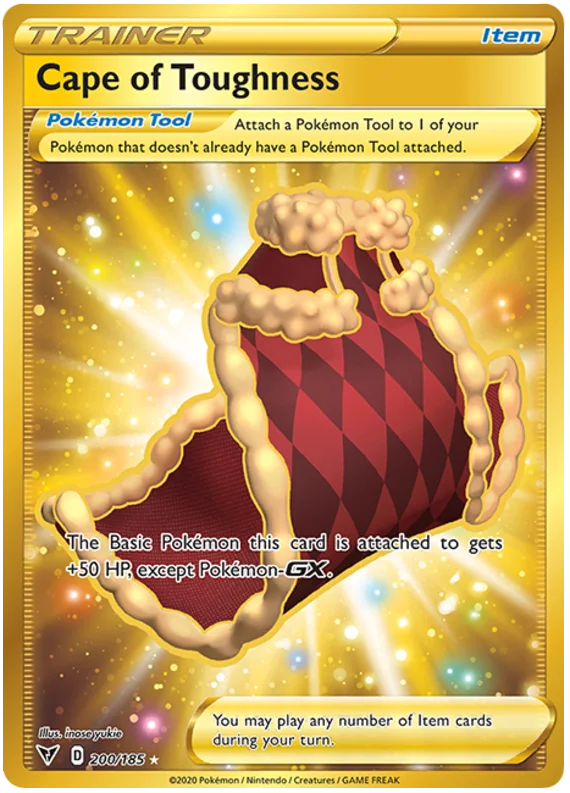 TRAINER
Item
Cape of Toughness
Pokémon Tool
Attach a Pokémon Tool to 1 of your
Pokémon that doesn't already have a Pokémon Tool attached.
The Basic Pokémon this card is attached to gets
+50 HP, except Pokémon-GX.
You may play any number of Item cards
during your turn.
Illus. inose yukie
D 200/185 ★
©2020 Pokémon / Nintendo / Creatures / GAME FREAK